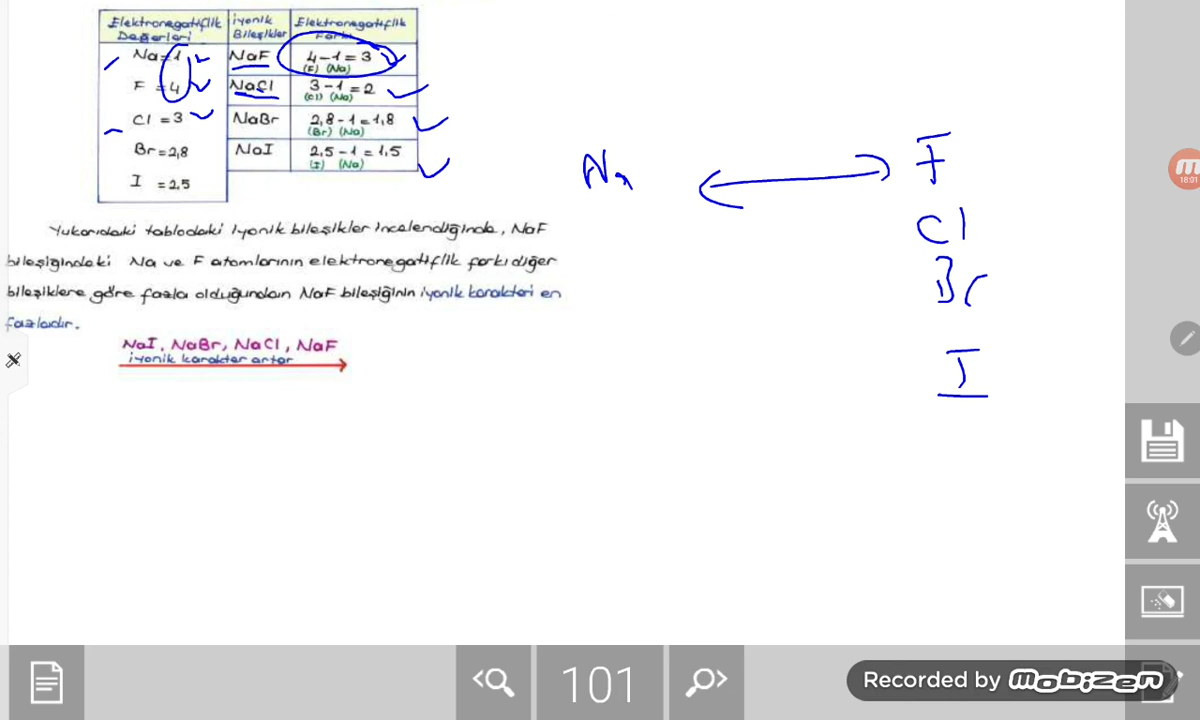 Elektronegatiflik Değerleri
İyonik Bileşikler
Elektronegatiflik Farkı
Na=1
NaF
4-1=3
(F) (Na)
F =4
NaCl
3-1=2
(Cl) (Na)
Cl =3
NaBr
2,8-1=1,8
(Br) (Na)
Br=2,8
NaI
2,5-1=1,5
(I) (Na)
I =2,5
Yukarıdaki tablodaki iyonik bileşikler incelendiğinde, NaF
bileşiğindeki Na ve F atomlarının elektronegatiflik farkı diğer
bileşiklere göre fazla olduğundan NaF bileşiğinin iyonik karakteri en
fazladır.
NaI, NaBr, NaCl, NaF
iyonik karakter artar
Na
F
Cl
Br
I
18:01
101
Recorded by mobizen